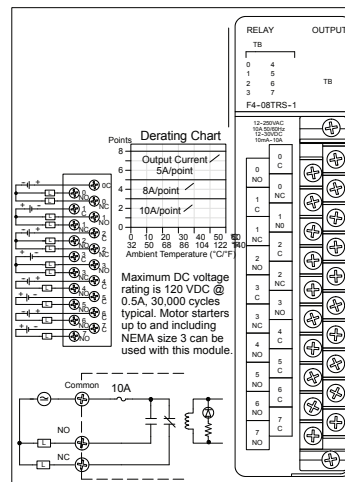 RELAY OUTPUT
TB
0 4
1 5
2 6
3 7
TB
F4-08TRS-1
12-250VAC
10A 50/60Hz
12-30VDC
10mA-10A
Derating Chart
Points
8
6
4
2
0
Output Current
5A/point
8A/point
10A/point
0 10 20 30 40 50 60
32 50 68 86 104 122 140
Ambient Temperature (°C/°F)
Maximum DC voltage
rating is 120 VDC @
0.5A, 30,000 cycles
typical. Motor starters
up to and including
NEMA size 3 can be
used with this module.
0C
L
L
L
L
L
L
L
L
0
NO
1
C
1
NC
2
NO
3
C
3
NC
4
NO
5
NO
6
NO
7
NO
0
C
0
NC
1
NO
2
C
2
NC
3
NO
4
C
5
C
6
C
7
C
Common
10A
NO
L
NC
L